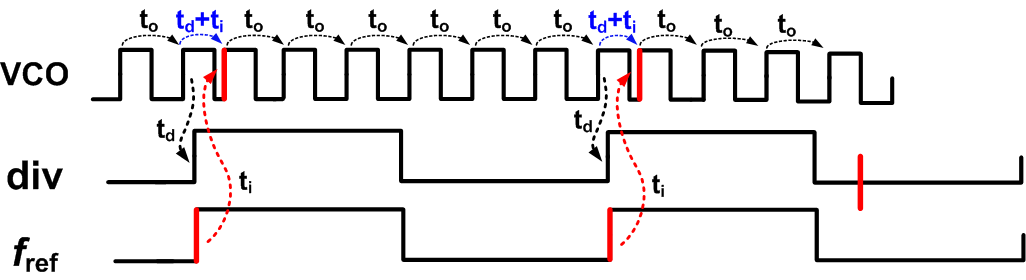 to td+ti to to to to to to td+ti to to to
VCO
td td
div
ti ti
fref